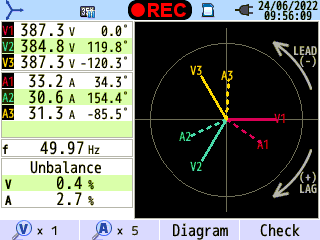 35M
REC
24/06/2022
09:56:09
V1 387.3 V 0.0°
V2 384.8 V 119.8°
V3 387.3 V -120.3°
A1 33.2 A 34.3°
A2 30.6 A 154.4°
A3 31.3 A -85.5°
f 49.97 Hz
Unbalance
V 0.4 %
A 2.7 %
LEAD
(-)
V3
A3
V1
A2
A1
V2
(+)
LAG
V x 1
A x 5
Diagram
Check